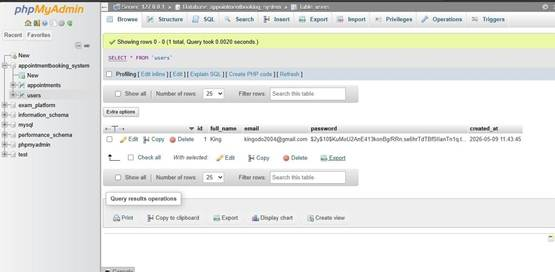 phpMyAdmin
Server: 127.0.0.1 » Database: appointmentbooking_system » Table: users
Browse Structure SQL Search Insert Export Import Privileges Operations Triggers
Recent Favorites
New
appointmentbooking_system
New
appointments
users
exam_platform
information_schema
mysql
performance_schema
phpmyadmin
test
Showing rows 0 - 0 (1 total, Query took 0.0020 seconds.)
SELECT * FROM `users`
Profiling [ Edit inline ] [ Edit ] [ Explain SQL ] [ Create PHP code ] [ Refresh ]
Show all Number of rows: 25 Filter rows: Search this table
Extra options
id full_name email password created_at
Edit Copy Delete 1 King kingodo2004@gmail.com 2026-05-09 11:43:45
Check all With selected: Edit Copy Delete Export
Show all Number of rows: 25 Filter rows: Search this table
Query results operations
Print Copy to clipboard Export Display chart Create view
Console